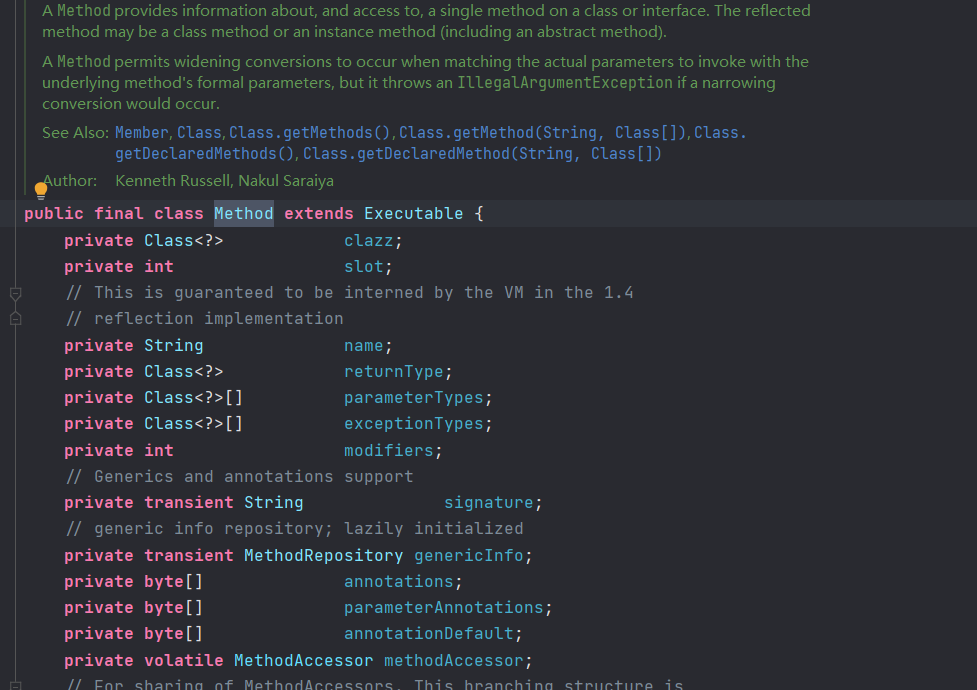 A Method provides information about, and access to, a single method on a class or interface. The reflected
method may be a class method or an instance method (including an abstract method).
A Method permits widening conversions to occur when matching the actual parameters to invoke with the
underlying method's formal parameters, but it throws an IllegalArgumentException if a narrowing
conversion would occur.
See Also: Member, Class, Class.getMethods(), Class.getMethod(String, Class[]), Class.
getDeclaredMethods(), Class.getDeclaredMethod(String, Class[])
Author: Kenneth Russell, Nakul Saraiya
public final class Method extends Executable {
private Class<?> clazz;
private int slot;
// This is guaranteed to be interned by the VM in the 1.4
// reflection implementation
private String name;
private Class<?> returnType;
private Class<?>[] parameterTypes;
private Class<?>[] exceptionTypes;
private int modifiers;
// Generics and annotations support
private transient String signature;
// generic info repository; lazily initialized
private transient MethodRepository genericInfo;
private byte[] annotations;
private byte[] parameterAnnotations;
private byte[] annotationDefault;
private volatile MethodAccessor methodAccessor;
// For sharing of MethodAccessors. This branching structure is